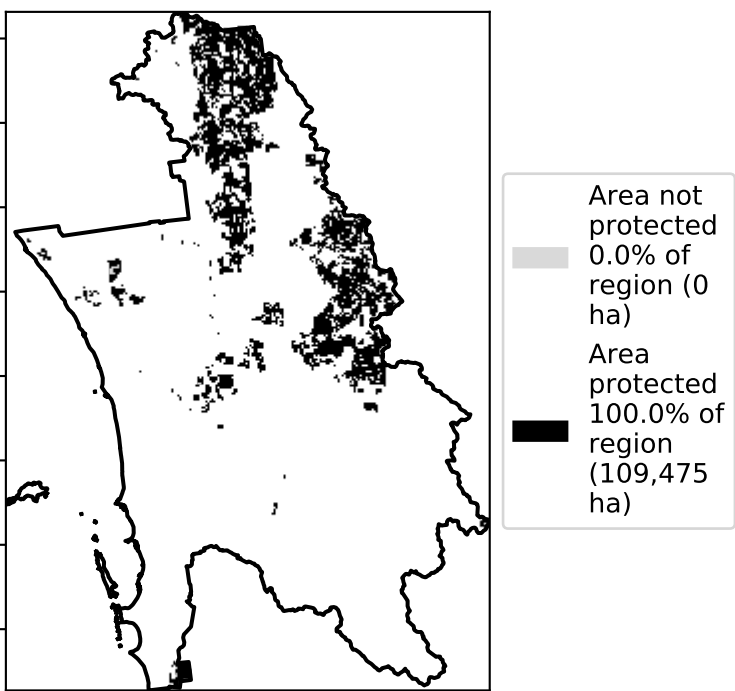 Area not
protected
0.0% of
region (0
ha)
Area
protected
100.0% of
region
(109,475
ha)